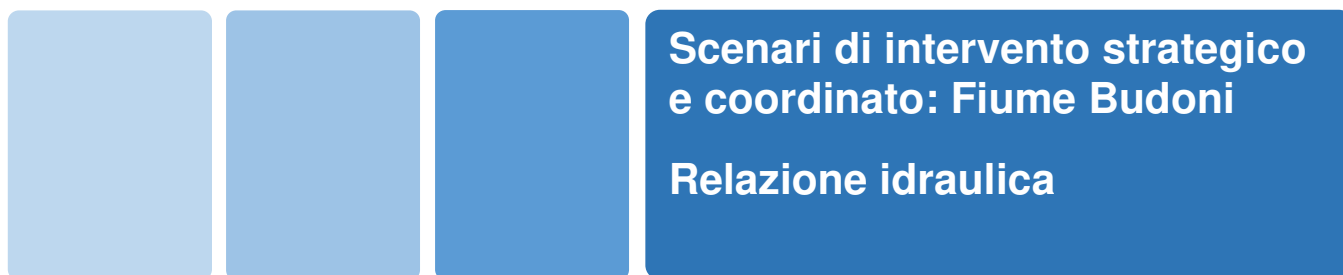 Scenari di intervento strategico
e coordinato: Fiume Budoni
Relazione idraulica